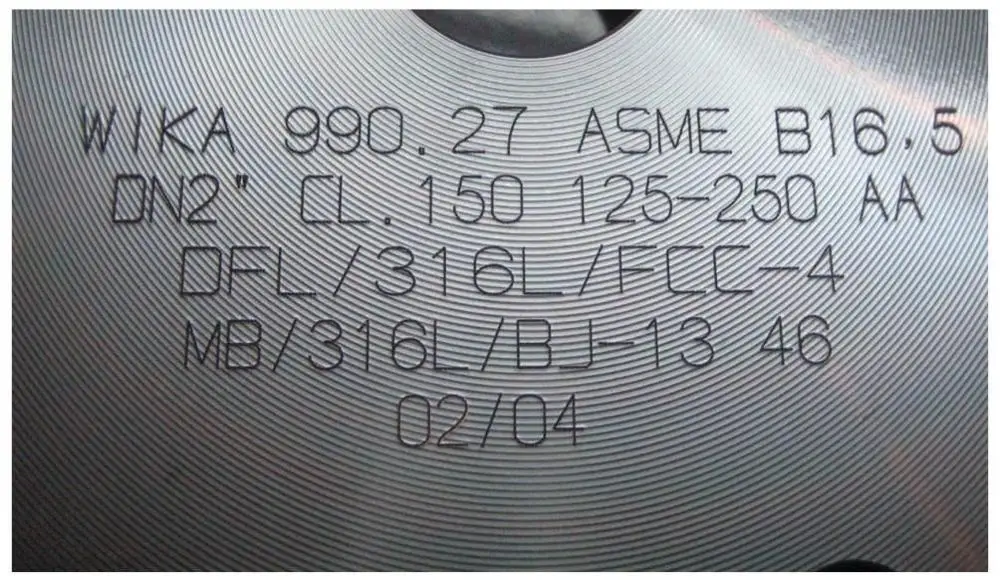 WIKA 990.27 ASME B16.5
DN2" CL.150 125-250 AA
DFL/316L/FCC-4
MB/316L/BJ-13 46
02/04